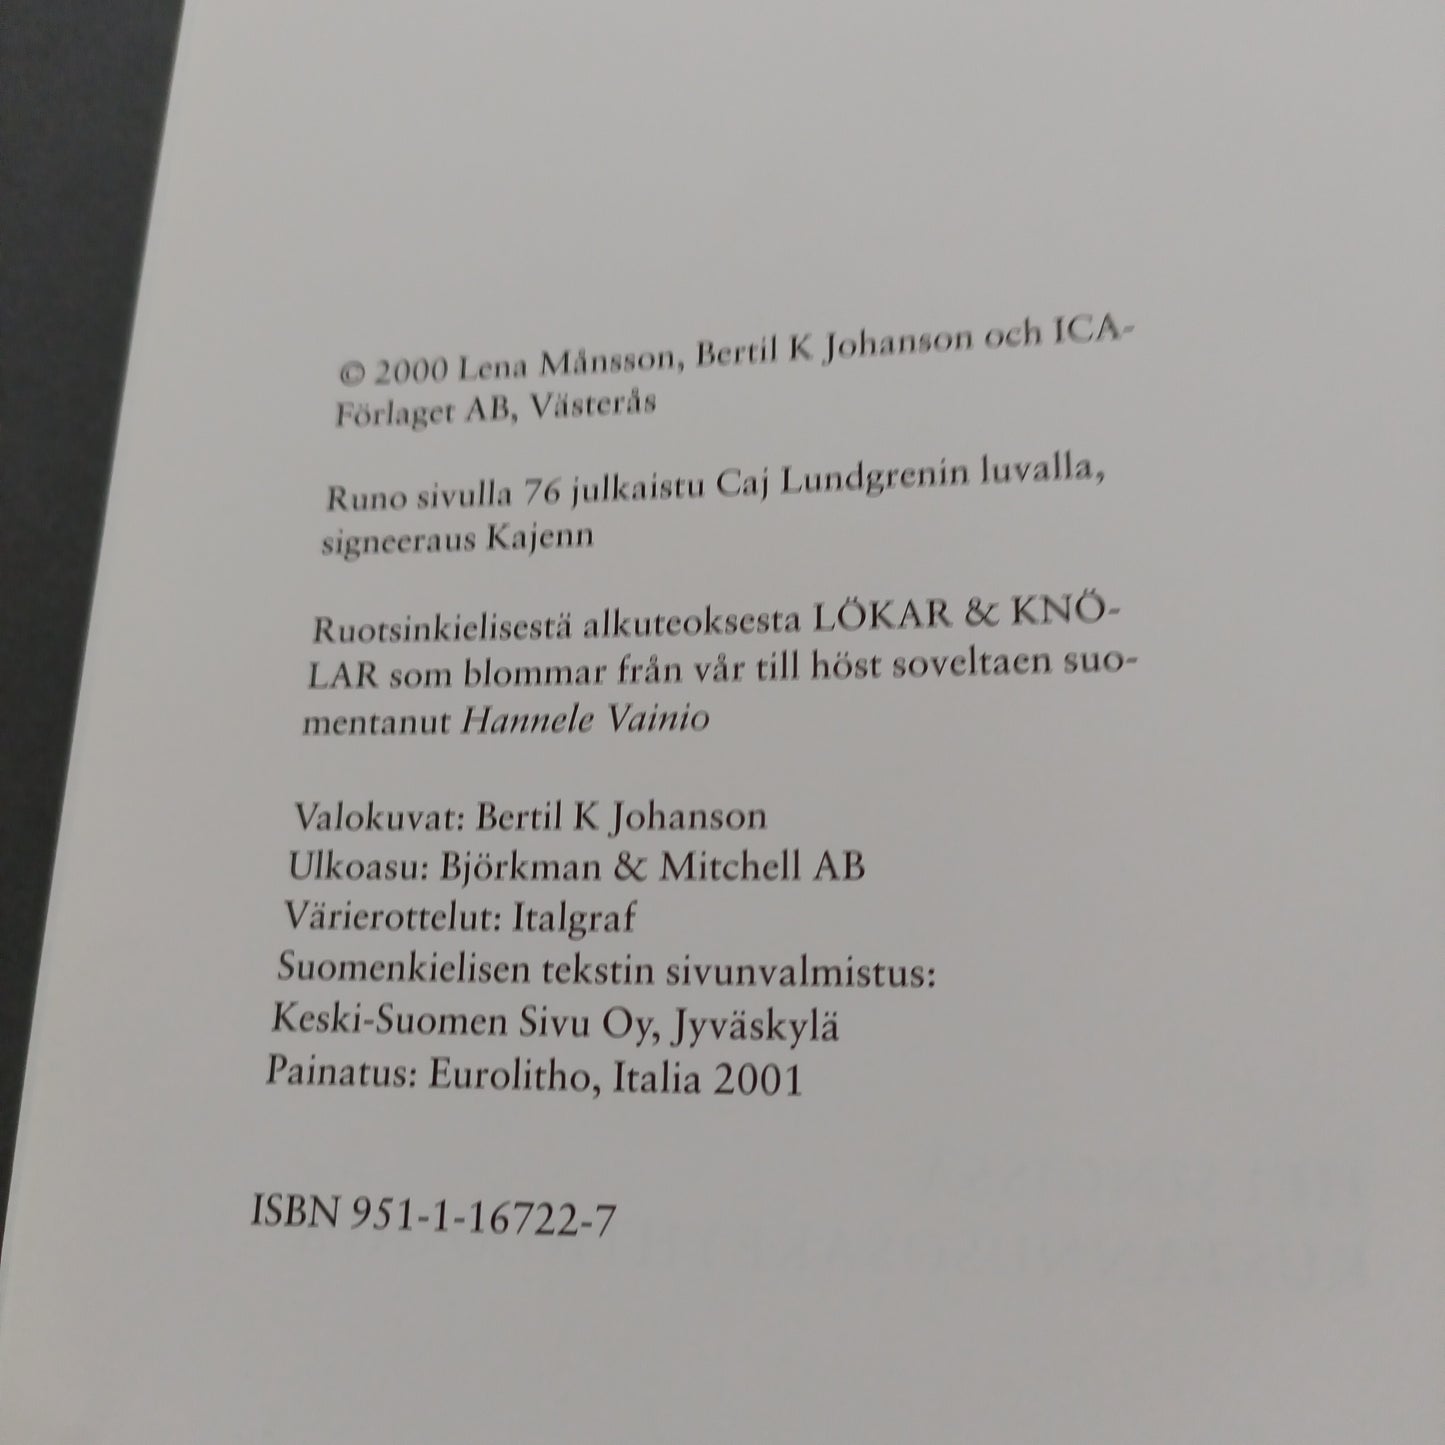 © 2000 Lena Månsson, Bertil K Johanson och ICA-
Förlaget AB, Västerås
Runo sivulla 76 julkaistu Caj Lundgrenin luvalla,
signeeraus Kajenn
Ruotsinkielisestä alkuteoksesta LÖKAR & KNÖ-
LAR som blommar från vår till höst soveltaen suo-
mentanut Hannele Vainio
Valokuvat: Bertil K Johanson
Ulkoasu: Björkman & Mitchell AB
Värierottelut: Italgraf
Suomenkielisen tekstin sivunvalmistus:
Keski-Suomen Sivu Oy, Jyväskylä
Painatus: Eurolitho, Italia 2001
ISBN 951-1-16722-7